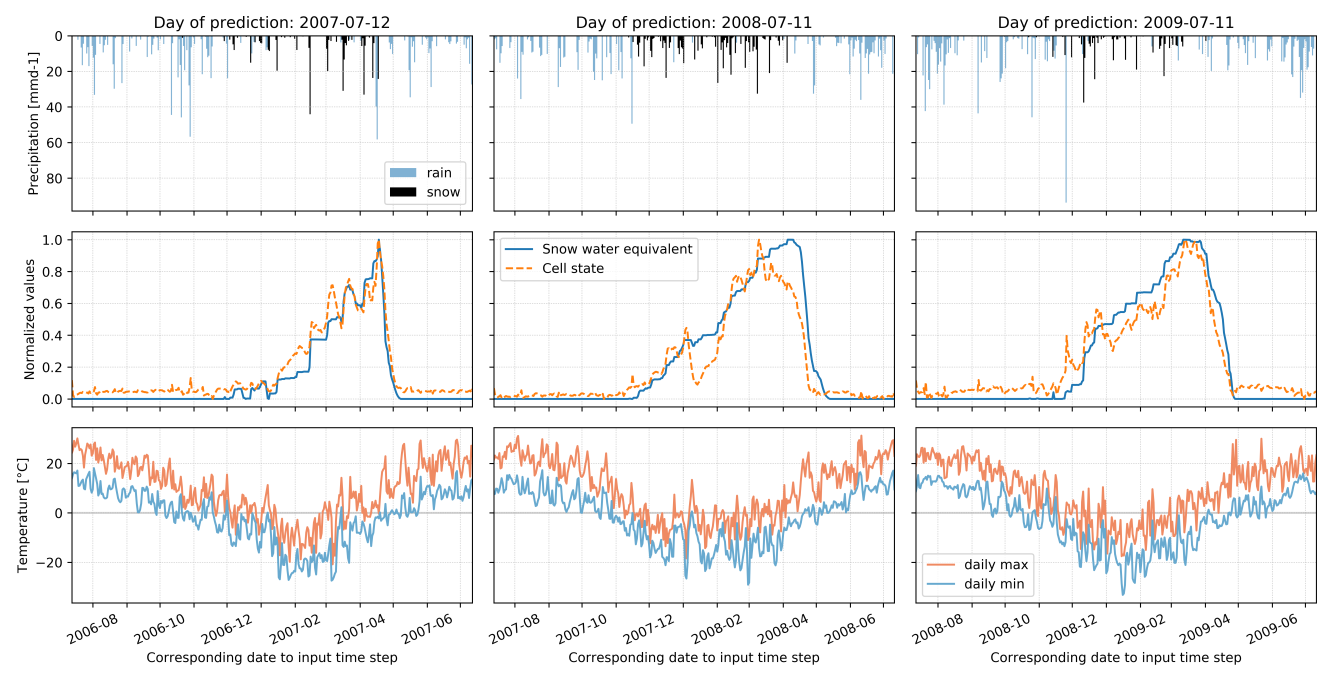 Day of prediction: 2007-07-12
Day of prediction: 2008-07-11
Day of prediction: 2009-07-11
Precipitation [mmd-1]
0
20
40
60
80
rain
snow
Normalized values
1.0
0.8
0.6
0.4
0.2
0.0
Snow water equivalent
Cell state
Temperature [°C]
20
0
−20
daily max
daily min
2006-08
2006-10
2006-12
2007-02
2007-04
2007-06
2007-08
2007-10
2007-12
2008-02
2008-04
2008-06
2008-08
2008-10
2008-12
2009-02
2009-04
2009-06
Corresponding date to input time step
Corresponding date to input time step
Corresponding date to input time step